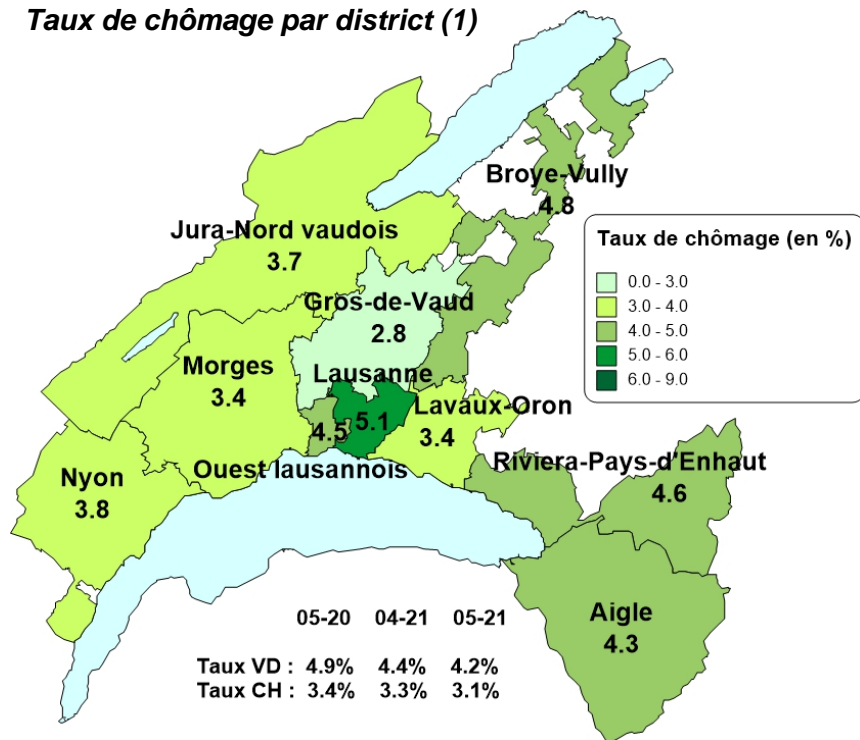 Taux de chômage par district (1)
Broye-Vully
4.8
Jura-Nord vaudois
3.7
Taux de chômage (en %)
0.0 - 3.0
3.0 - 4.0
4.0 - 5.0
5.0 - 6.0
6.0 - 9.0
Gros-de-Vaud
2.8
Morges
3.4
Lausanne
5.1
Lavaux-Oron
3.4
4.5
Ouest lausannois
Riviera-Pays-d'Enhaut
4.6
Nyon
3.8
Aigle
4.3
05-20 04-21 05-21
Taux VD : 4.9% 4.4% 4.2%
Taux CH : 3.4% 3.3% 3.1%